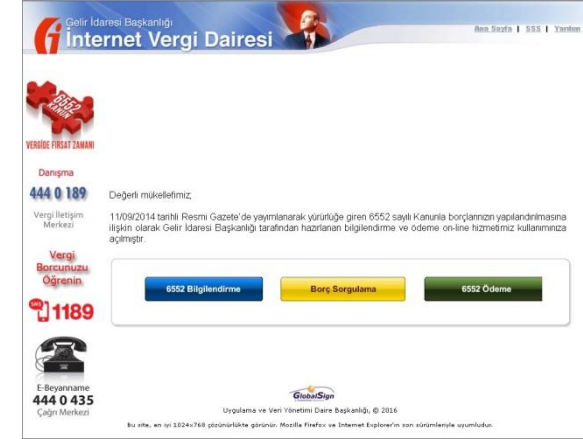 Gelir İdaresi Başkanlığı
İnternet Vergi Dairesi
Ana Sayfa | SSS | Yardım
6552
KANUN
VERGİDE FIRSAT ZAMANI
Danışma
444 0 189
Vergi İletişim
Merkezi
Vergi
Borcunuzu
Öğrenin
SMS
1189
E-Beyanname
444 0 435
Çağrı Merkezi
Değerli mükellefimiz,
11/09/2014 tarihli Resmi Gazete'de yayımlanarak yürürlüğe giren 6552 sayılı Kanunla borçlarınızın yapılandırılmasına
ilişkin olarak Gelir İdaresi Başkanlığı tarafından hazırlanan bilgilendirme ve ödeme on-line hizmetimiz kullanımınıza
açılmıştır.
6552 Bilgilendirme
Borç Sorgulama
6552 Ödeme
GlobalSign
Uygulama ve Veri Yönetimi Daire Başkanlığı, © 2016
Bu site, en iyi 1024x768 çözünürlükte görünür. Mozilla Firefox ve Internet Explorer'ın son sürümleriyle uyumludur.